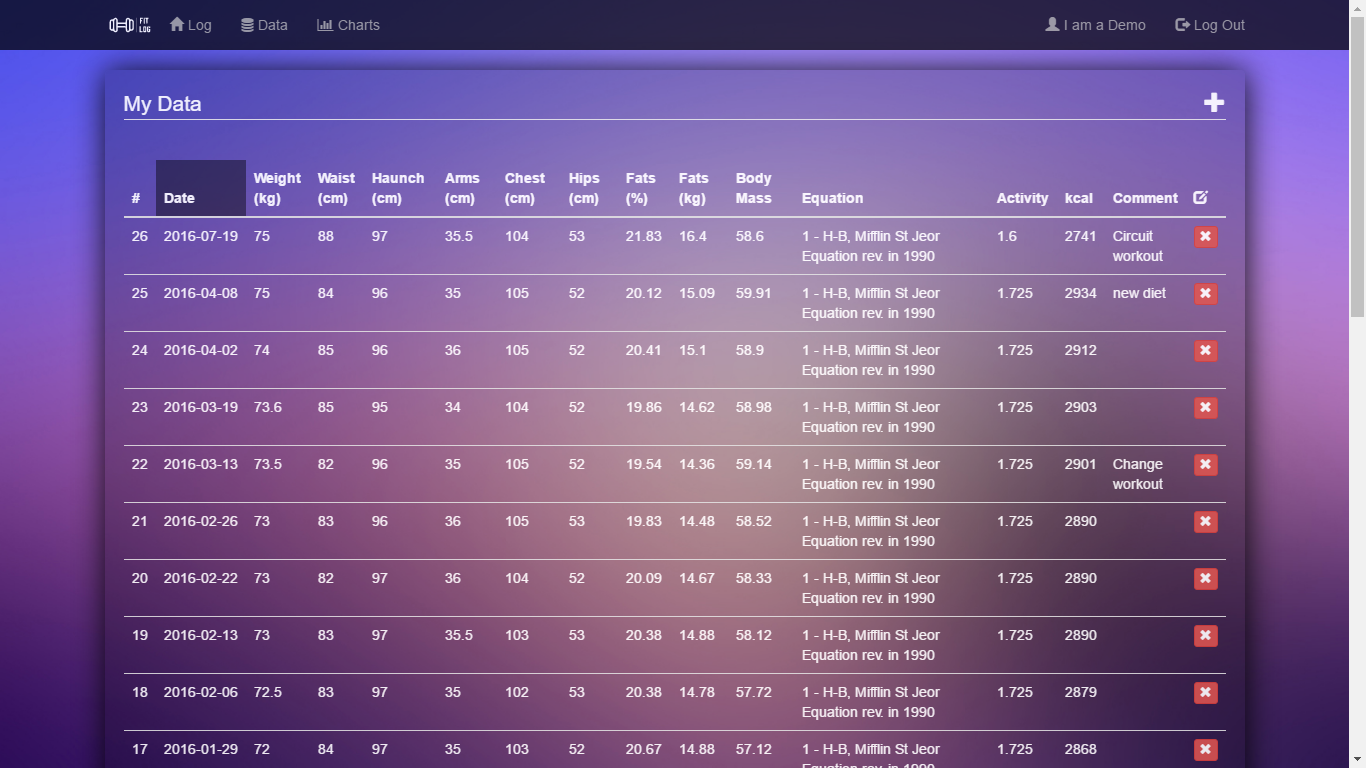 FIT LOG Log Data Charts I am a Demo Log Out
My Data
# Date Weight (kg) Waist (cm) Haunch (cm) Arms (cm) Chest (cm) Hips (cm) Fats (%) Fats (kg) Body Mass Equation Activity kcal Comment
26 2016-07-19 75 88 97 35.5 104 53 21.83 16.4 58.6 1 - H-B, Mifflin St Jeor 1.6 2741 Circuit
Equation rev. in 1990 workout
25 2016-04-08 75 84 96 35 105 52 20.12 15.09 59.91 1 - H-B, Mifflin St Jeor 1.725 2934 new diet
Equation rev. in 1990
24 2016-04-02 74 85 96 36 105 52 20.41 15.1 58.9 1 - H-B, Mifflin St Jeor 1.725 2912
Equation rev. in 1990
23 2016-03-19 73.6 85 95 34 104 52 19.86 14.62 58.98 1 - H-B, Mifflin St Jeor 1.725 2903
Equation rev. in 1990
22 2016-03-13 73.5 82 96 35 105 52 19.54 14.36 59.14 1 - H-B, Mifflin St Jeor 1.725 2901 Change
Equation rev. in 1990 workout
21 2016-02-26 73 83 96 36 105 53 19.83 14.48 58.52 1 - H-B, Mifflin St Jeor 1.725 2890
Equation rev. in 1990
20 2016-02-22 73 82 97 36 104 52 20.09 14.67 58.33 1 - H-B, Mifflin St Jeor 1.725 2890
Equation rev. in 1990
19 2016-02-13 73 83 97 35.5 103 53 20.38 14.88 58.12 1 - H-B, Mifflin St Jeor 1.725 2890
Equation rev. in 1990
18 2016-02-06 72.5 83 97 35 102 53 20.38 14.78 57.72 1 - H-B, Mifflin St Jeor 1.725 2879
Equation rev. in 1990
17 2016-01-29 72 84 97 35 103 52 20.67 14.88 57.12 1 - H-B, Mifflin St Jeor 1.725 2868